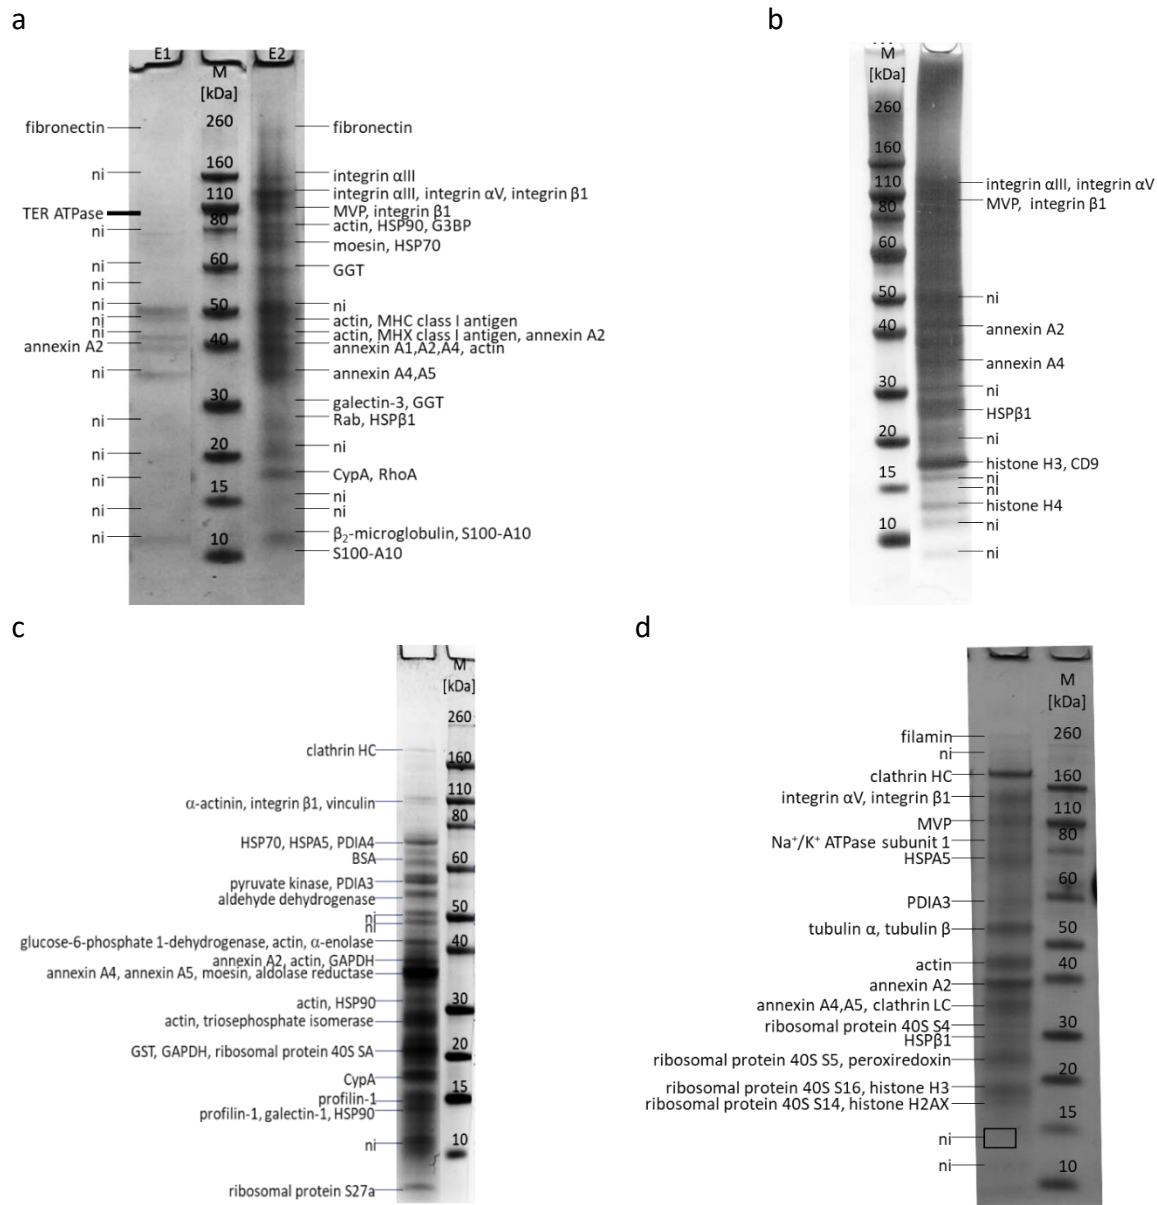 a
E1
M
E2
[kDa]
260
160
110
80
60
50
40
30
20
15
10
fibronectin
ni
TER ATPase
ni
ni
ni
ni
ni
ni
annexin A2
ni
ni
ni
ni
ni
ni
fibronectin
integrin αIII
integrin αIII, integrin αV, integrin β1
MVP, integrin β1
actin, HSP90, G3BP
moesin, HSP70
GGT
ni
actin, MHC class I antigen
actin, MHX class I antigen, annexin A2
annexin A1,A2,A4, actin
annexin A4,A5
galectin-3, GGT
Rab, HSPβ1
ni
CypA, RhoA
ni
ni
β₂-microglobulin, S100-A10
S100-A10
b
M
[kDa]
260
160
110
80
60
50
40
30
20
15
10
integrin αIII, integrin αV
MVP, integrin β1
ni
annexin A2
annexin A4
ni
HSPβ1
ni
histone H3, CD9
ni
ni
histone H4
ni
ni
c
M
[kDa]
260
160
110
80
60
50
40
30
20
15
10
clathrin HC
α-actinin, integrin β1, vinculin
HSP70, HSPA5, PDIA4
BSA
pyruvate kinase, PDIA3
aldehyde dehydrogenase
ni
ni
glucose-6-phosphate 1-dehydrogenase, actin, α-enolase
annexin A2, actin, GAPDH
annexin A4, annexin A5, moesin, aldolase reductase
actin, HSP90
actin, triosephosphate isomerase
GST, GAPDH, ribosomal protein 40S SA
CypA
profilin-1
profilin-1, galectin-1, HSP90
ni
ribosomal protein S27a
d
M
[kDa]
260
160
110
80
60
50
40
30
20
15
10
filamin
ni
clathrin HC
integrin αV, integrin β1
MVP
Na⁺/K⁺ ATPase subunit 1
HSPA5
PDIA3
tubulin α, tubulin β
actin
annexin A2
annexin A4,A5, clathrin LC
ribosomal protein 40S S4
HSPβ1
ribosomal protein 40S S5, peroxiredoxin
ribosomal protein 40S S16, histone H3
ribosomal protein 40S S14, histone H2AX
ni
ni